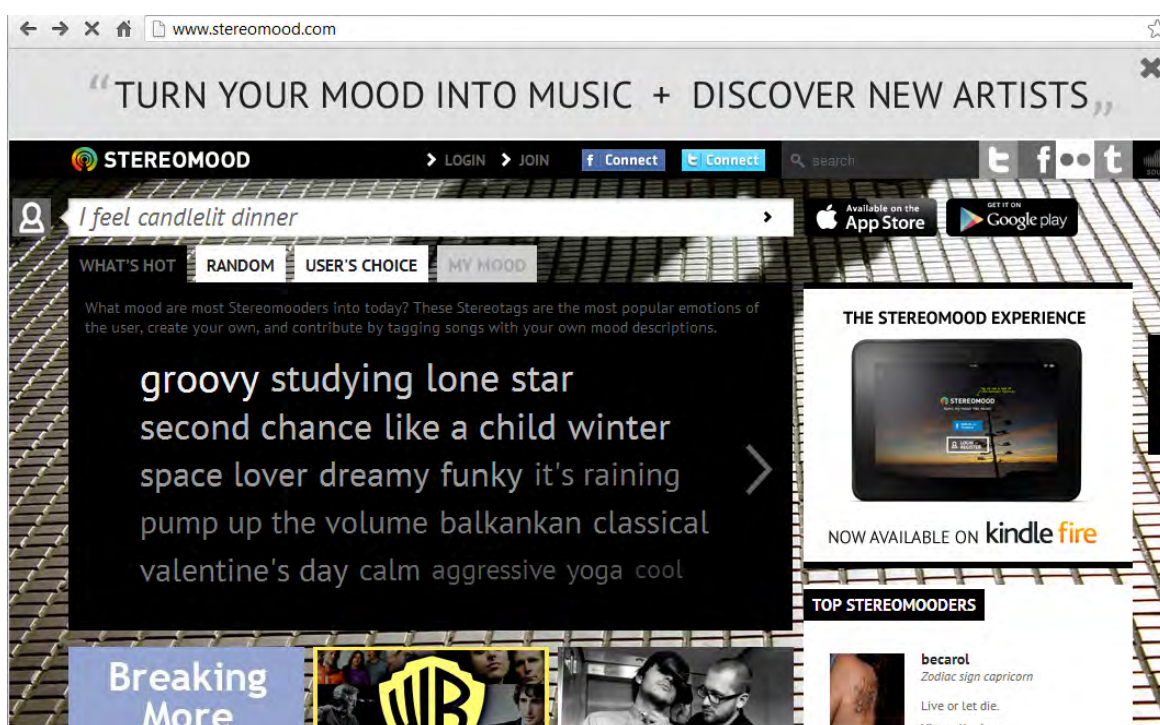 www.stereomood.com
“TURN YOUR MOOD INTO MUSIC + DISCOVER NEW ARTISTS„
STEREOMOOD
LOGIN JOIN
f Connect
t Connect
search
t f t
I feel candlelit dinner
Available on the
App Store
GET IT ON
Google play
WHAT'S HOT RANDOM USER'S CHOICE MY MOOD
What mood are most Stereomooders into today? These Stereotags are the most popular emotions of
the user, create your own, and contribute by tagging songs with your own mood descriptions.
groovy studying lone star
second chance like a child winter
space lover dreamy funky it's raining
pump up the volume balkankan classical
valentine's day calm aggressive yoga cool
THE STEREOMOOD EXPERIENCE
STEREOMOOD
NOW AVAILABLE ON kindle fire
TOP STEREOMOODERS
becarol
Zodiac sign capricorn
Live or let die.
Breaking
More
WB